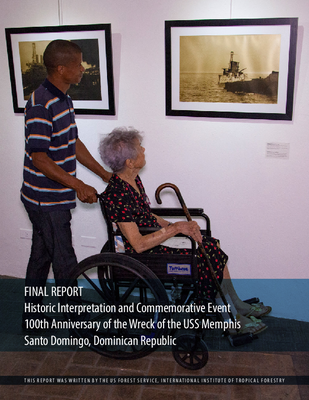 FINAL REPORT
Historic Interpretation and Commemorative Event
100th Anniversary of the Wreck of the USS Memphis
Santo Domingo, Dominican Republic
THIS REPORT WAS WRITTEN BY THE US FOREST SERVICE, INTERNATIONAL INSTITUTE OF TROPICAL FORESTRY